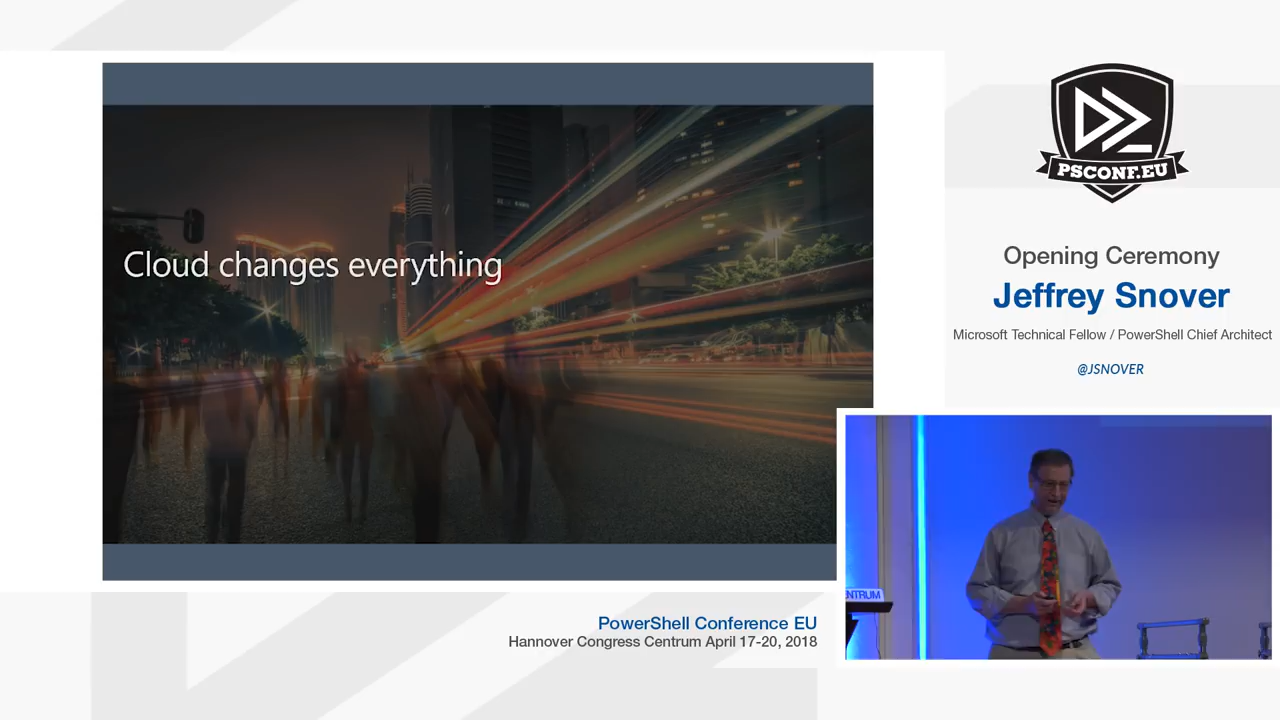 Cloud changes everything
PSCONF.EU
Opening Ceremony
Jeffrey Snover
Microsoft Technical Fellow / PowerShell Chief Architect
@JSNOVER
ENTRUM
PowerShell Conference EU
Hannover Congress Centrum April 17-20, 2018